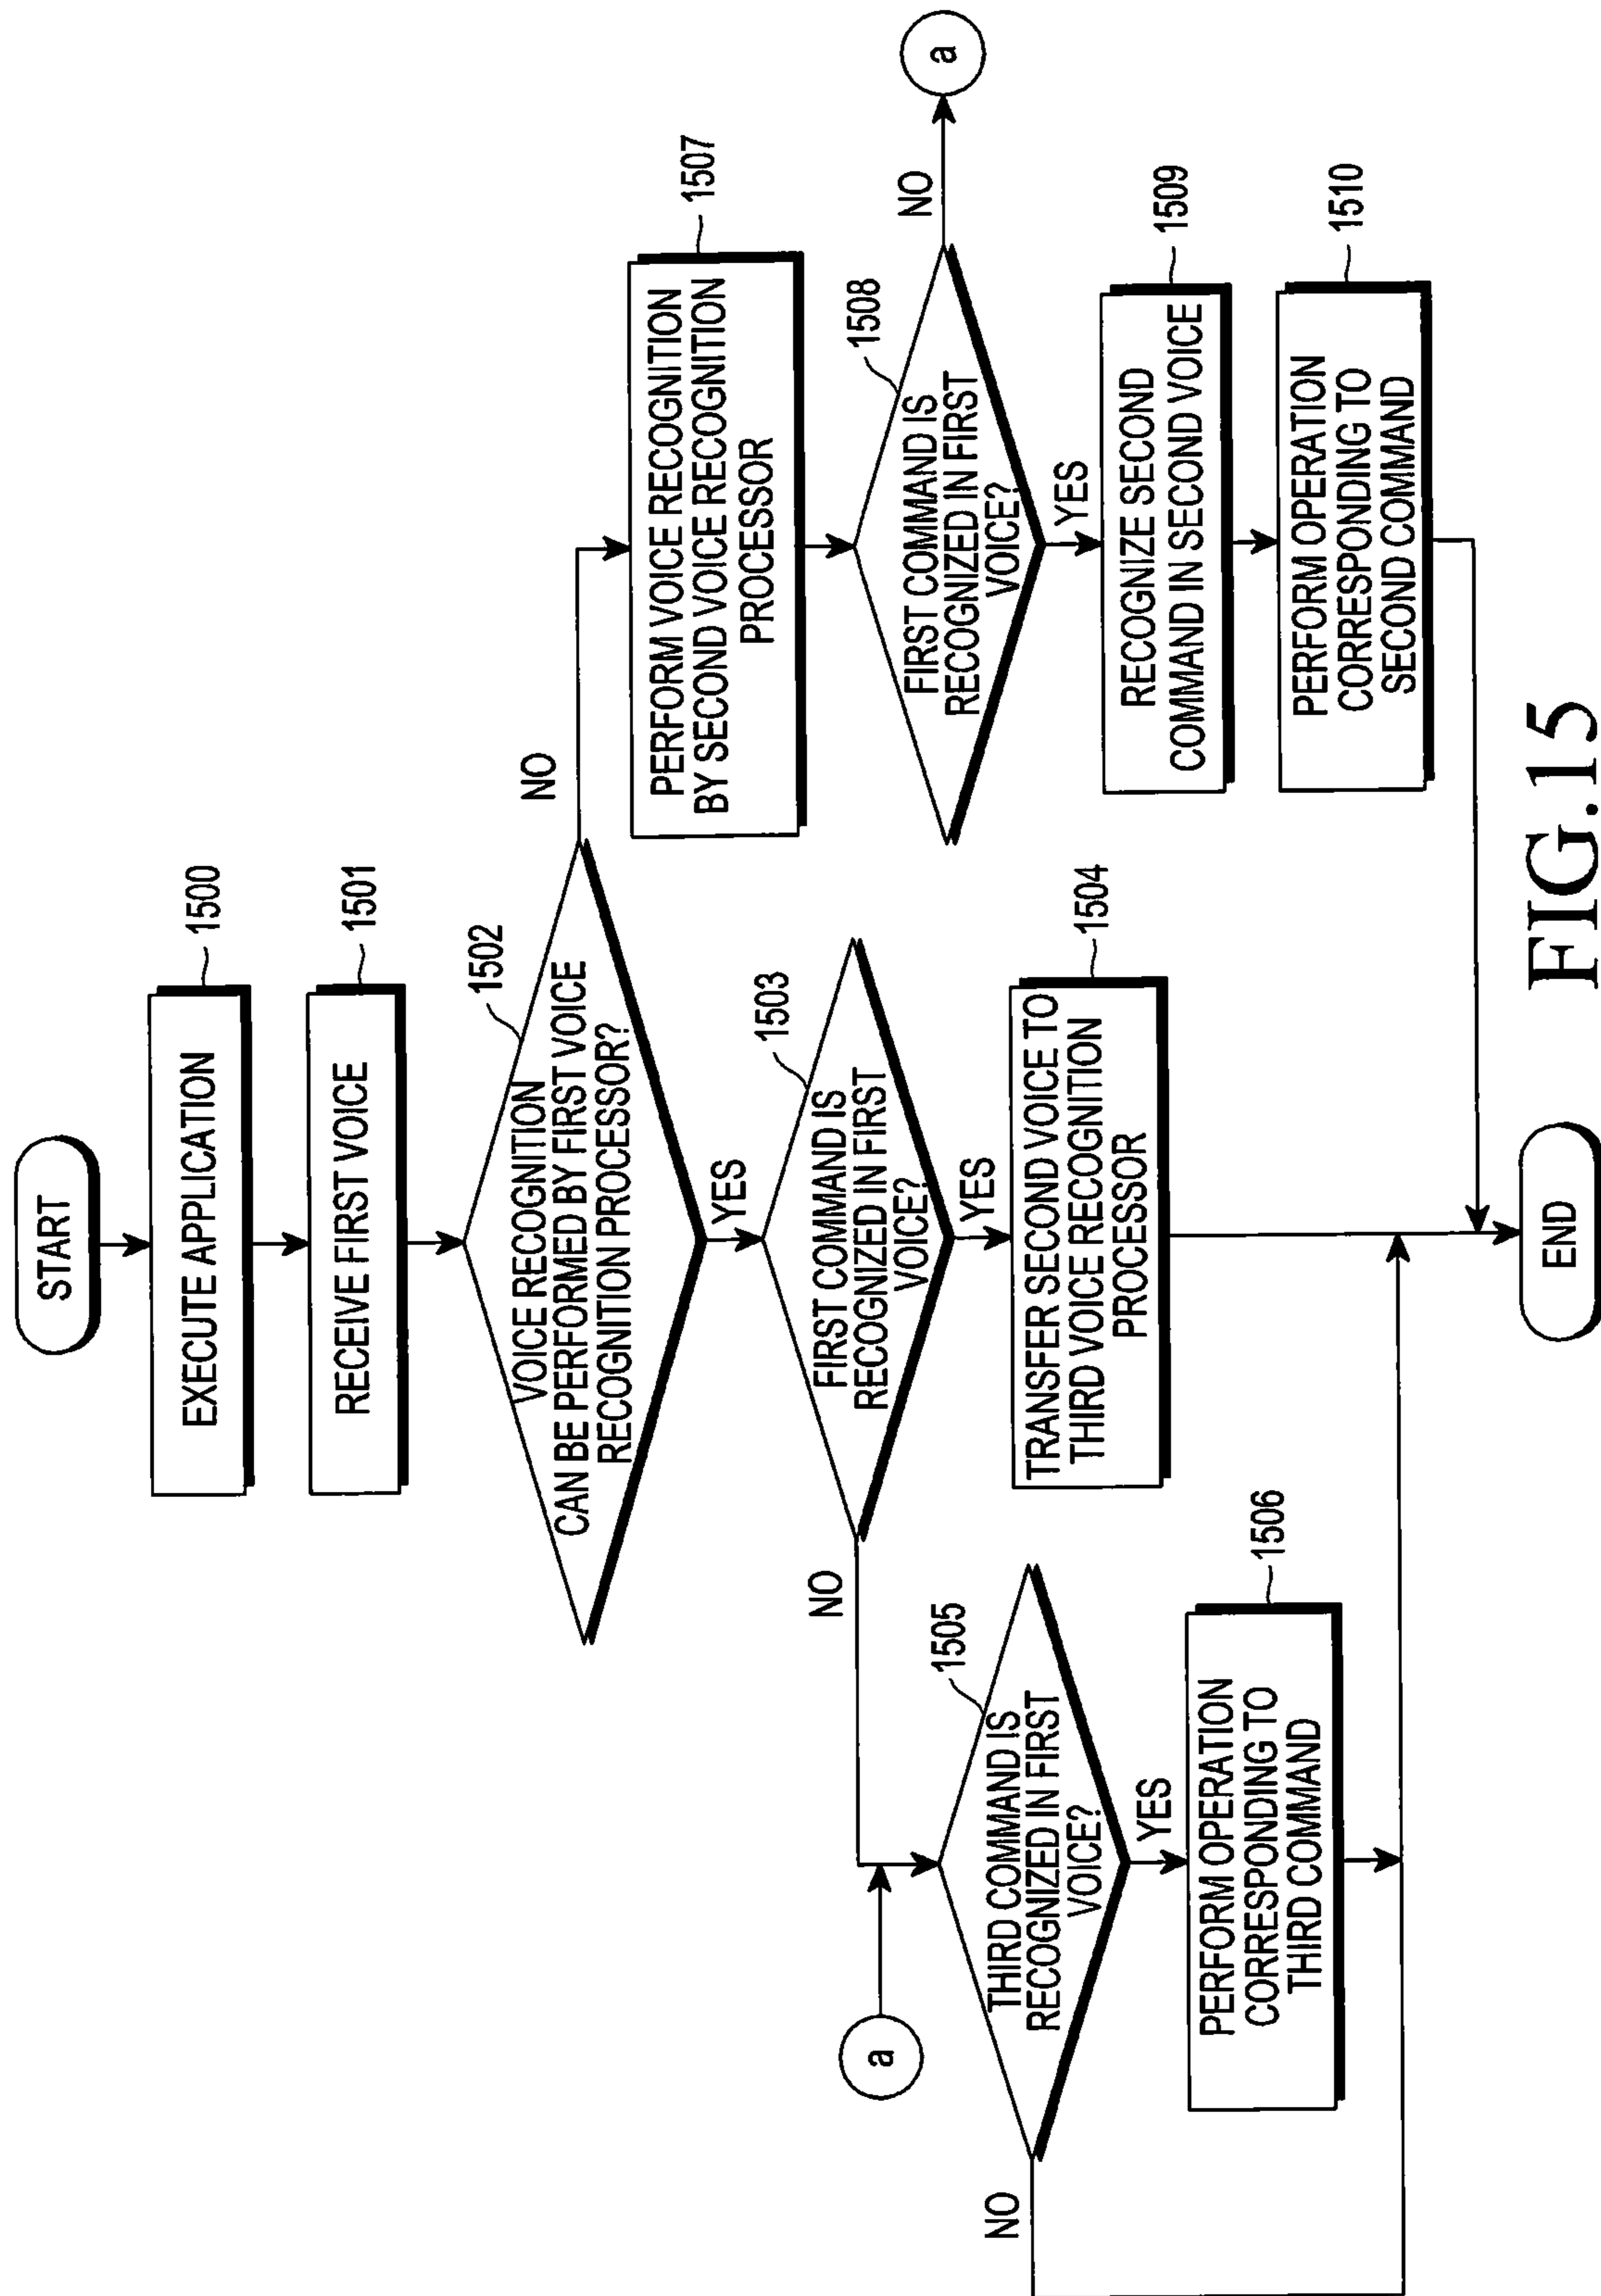 START
EXECUTE APPLICATION
1500
RECEIVE FIRST VOICE
1501
1502
VOICE RECOGNITION
CAN BE PERFORMED BY FIRST VOICE
RECOGNITION PROCESSOR?
NO
YES
1503
FIRST COMMAND IS
RECOGNIZED IN FIRST
VOICE?
NO
YES
TRANSFER SECOND VOICE TO
THIRD VOICE RECOGNITION
PROCESSOR
1504
a
1505
THIRD COMMAND IS
RECOGNIZED IN FIRST
VOICE?
NO
YES
PERFORM OPERATION
CORRESPONDING TO
THIRD COMMAND
1506
PERFORM VOICE RECOGNITION
BY SECOND VOICE RECOGNITION
PROCESSOR
1507
1508
FIRST COMMAND IS
RECOGNIZED IN FIRST
VOICE?
NO
a
YES
RECOGNIZE SECOND
COMMAND IN SECOND VOICE
1509
PERFORM OPERATION
CORRESPONDING TO
SECOND COMMAND
1510
END
FIG.15